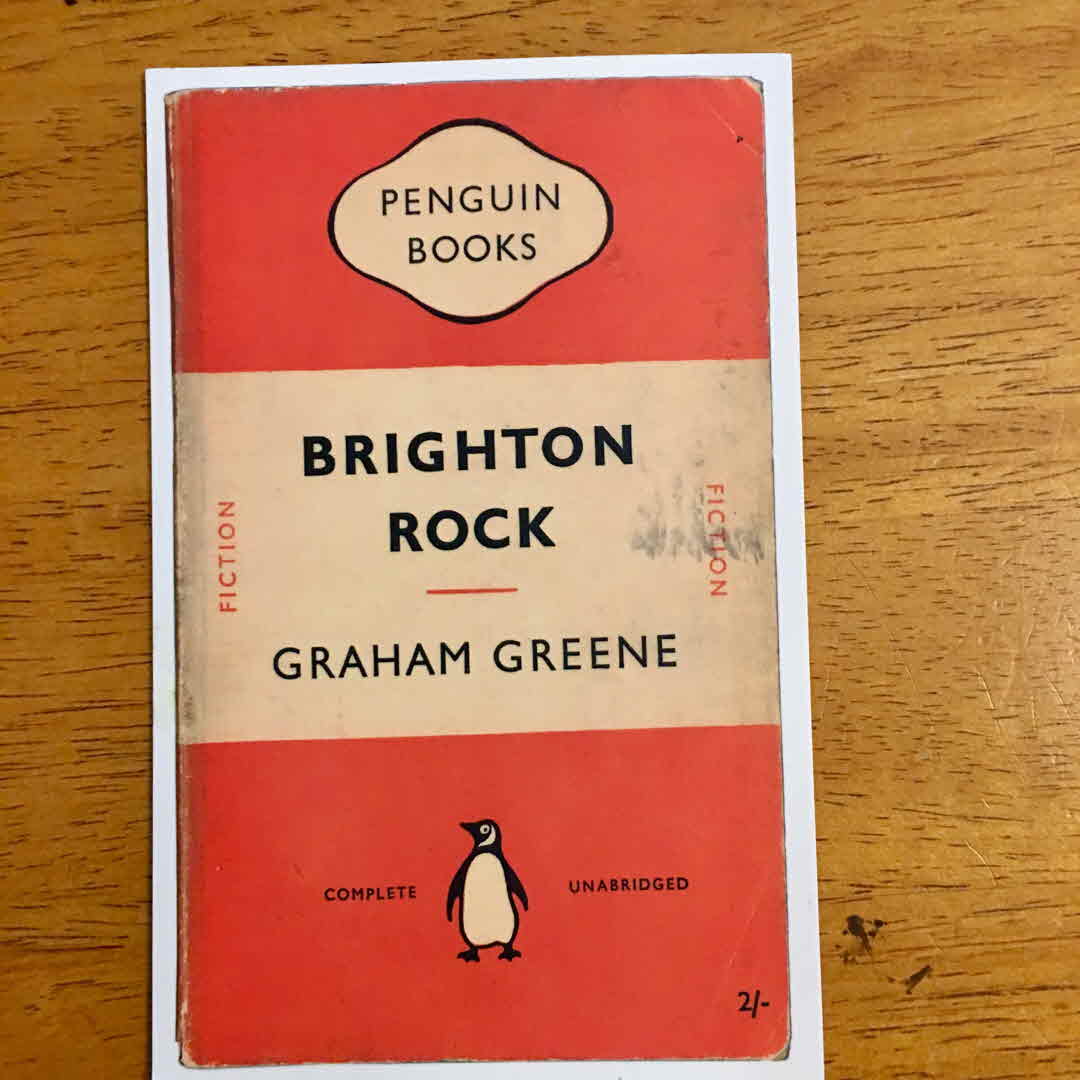 PENGUIN
BOOKS
BRIGHTON
ROCK
FICTION
FICTION
GRAHAM GREENE
COMPLETE
UNABRIDGED
2/-